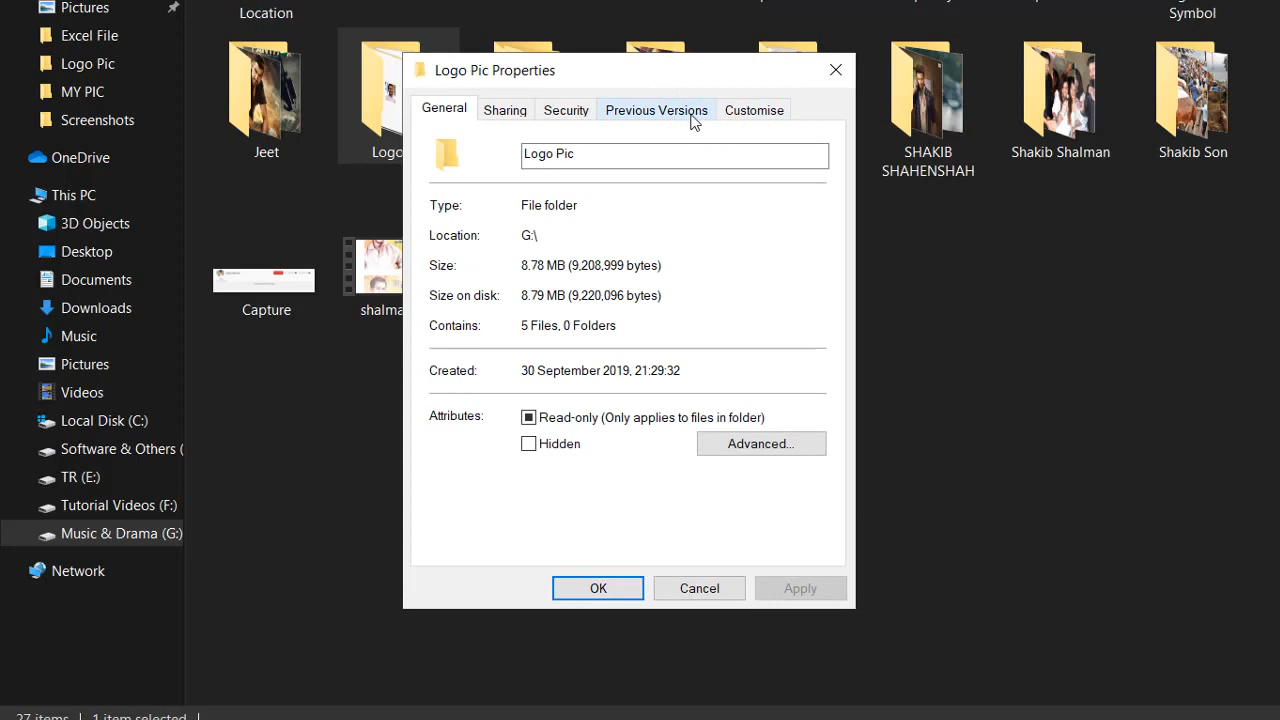 Pictures
Excel File
Logo Pic
MY PIC
Screenshots
OneDrive
This PC
3D Objects
Desktop
Documents
Downloads
Music
Pictures
Videos
Local Disk (C:)
Software & Others (
TR (E:)
Tutorial Videos (F:)
Music & Drama (G:)
Network
Location
Symbol
Jeet
Logo
SHAKIB
SHAHENSHAH
Shakib Shalman
Shakib Son
Capture
shalma
Logo Pic Properties
General Sharing Security Previous Versions Customise
Logo Pic
Type: File folder
Location: G:\
Size: 8.78 MB (9,208,999 bytes)
Size on disk: 8.79 MB (9,220,096 bytes)
Contains: 5 Files, 0 Folders
Created: 30 September 2019, 21:29:32
Attributes: Read-only (Only applies to files in folder)
Hidden Advanced...
OK Cancel Apply
27 items 1 item selected